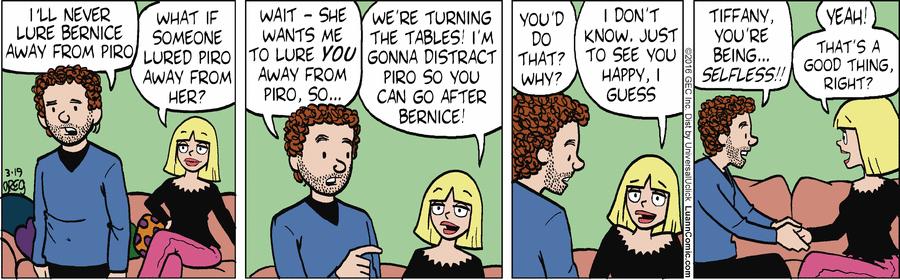 I'LL NEVER
LURE BERNICE
AWAY FROM PIRO
WHAT IF
SOMEONE
LURED PIRO
AWAY FROM
HER?
3-19
GREG
WAIT - SHE
WANTS ME
TO LURE YOU
AWAY FROM
PIRO, SO...
WE'RE TURNING
THE TABLES! I'M
GONNA DISTRACT
PIRO SO YOU
CAN GO AFTER
BERNICE!
YOU'D
DO
THAT?
WHY?
I DON'T
KNOW. JUST
TO SEE YOU
HAPPY, I
GUESS
©2016 GEC Inc. Dist by UniversalUclick LuannComic.com
TIFFANY,
YOU'RE
BEING...
SELFLESS!!
YEAH!
THAT'S A
GOOD THING,
RIGHT?